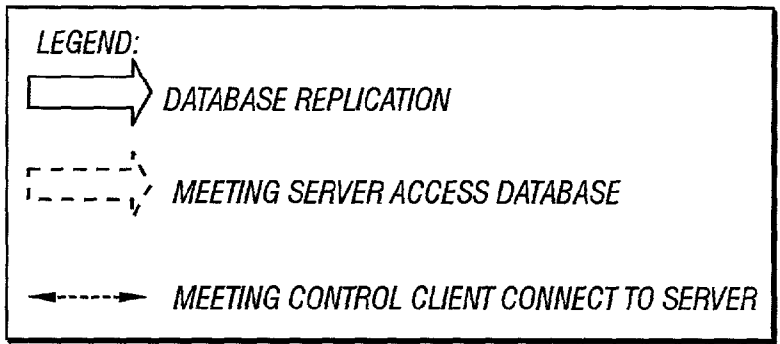 LEGEND:
DATABASE REPLICATION
MEETING SERVER ACCESS DATABASE
MEETING CONTROL CLIENT CONNECT TO SERVER